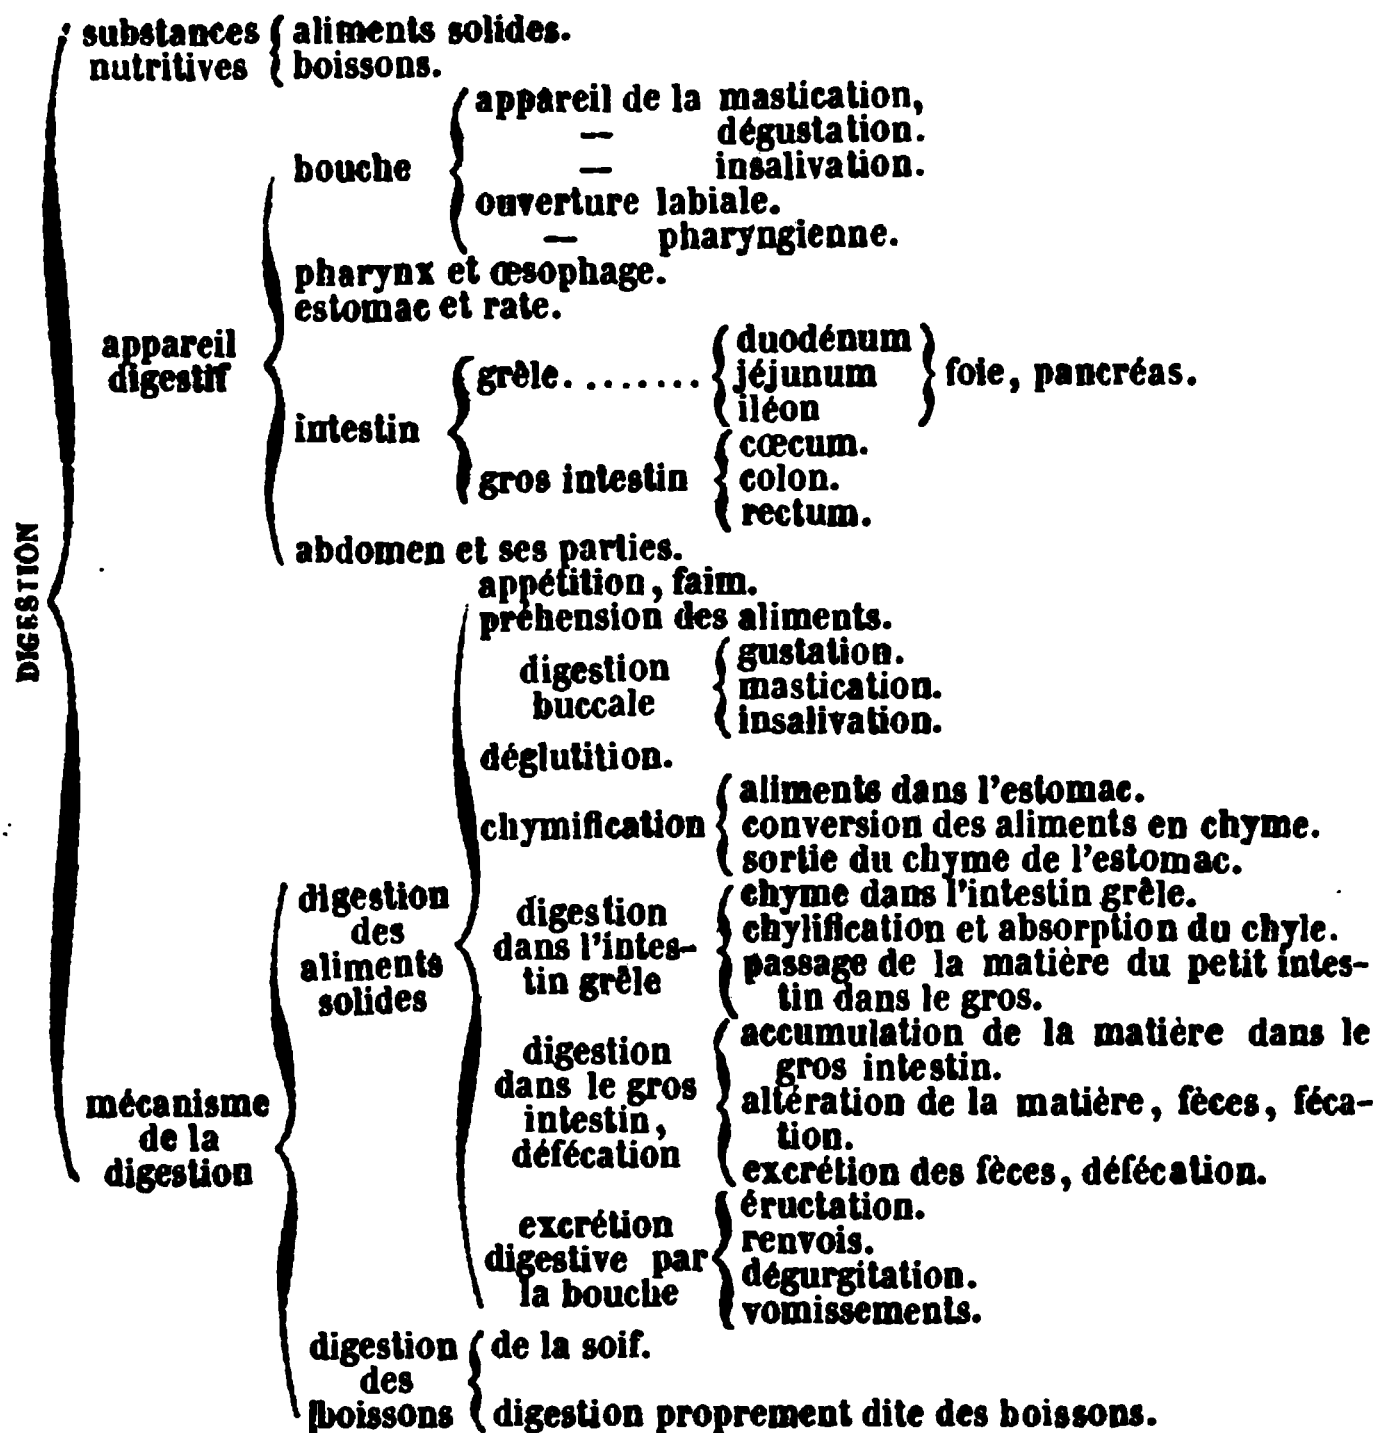 DIGESTION
substances
nutritives
aliments solides.
boissons.
appareil
digestif
bouche
appareil de la mastication,
— dégustation.
— insalivation.
ouverture labiale.
— pharyngienne.
pharynx et œsophage.
estomac et rate.
intestin
grêle........
duodénum
jéjunum
iléon
foie, pancréas.
gros intestin
cœcum.
colon.
rectum.
abdomen et ses parties.
mécanisme
de la
digestion
digestion
des
aliments
solides
appétition, faim.
préhension des aliments.
digestion
buccale
gustation.
mastication.
insalivation.
déglutition.
chymification
aliments dans l'estomac.
conversion des aliments en chyme.
sortie du chyme de l'estomac.
digestion
dans l'intes-
tin grêle
chyme dans l'intestin grêle.
chylification et absorption du chyle.
passage de la matière du petit intes-
tin dans le gros.
digestion
dans le gros
intestin,
défécation
accumulation de la matière dans le
gros intestin.
altération de la matière, fèces, féca-
tion.
excrétion des fèces, défécation.
excrétion
digestive par
la bouche
éructation.
renvois.
dégurgitation.
vomissements.
digestion
des
boissons
de la soif.
digestion proprement dite des boissons.